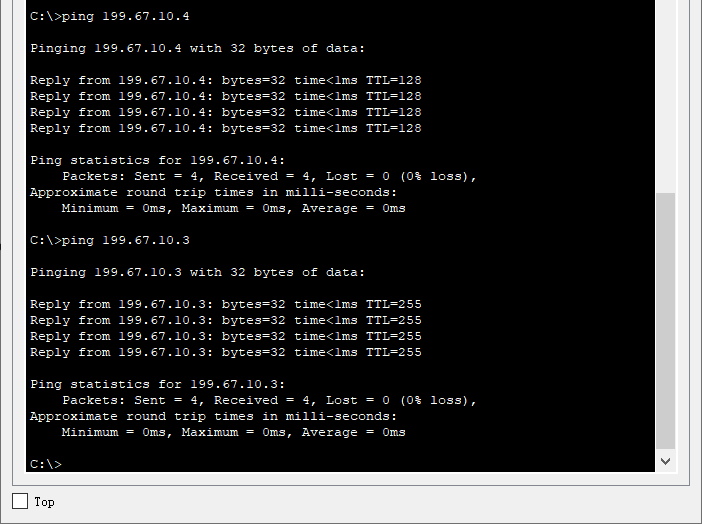 C:\>ping 199.67.10.4
Pinging 199.67.10.4 with 32 bytes of data:
Reply from 199.67.10.4: bytes=32 time<1ms TTL=128
Reply from 199.67.10.4: bytes=32 time<1ms TTL=128
Reply from 199.67.10.4: bytes=32 time<1ms TTL=128
Reply from 199.67.10.4: bytes=32 time<1ms TTL=128
Ping statistics for 199.67.10.4:
    Packets: Sent = 4, Received = 4, Lost = 0 (0% loss),
Approximate round trip times in milli-seconds:
    Minimum = 0ms, Maximum = 0ms, Average = 0ms
C:\>ping 199.67.10.3
Pinging 199.67.10.3 with 32 bytes of data:
Reply from 199.67.10.3: bytes=32 time<1ms TTL=255
Reply from 199.67.10.3: bytes=32 time<1ms TTL=255
Reply from 199.67.10.3: bytes=32 time<1ms TTL=255
Reply from 199.67.10.3: bytes=32 time<1ms TTL=255
Ping statistics for 199.67.10.3:
    Packets: Sent = 4, Received = 4, Lost = 0 (0% loss),
Approximate round trip times in milli-seconds:
    Minimum = 0ms, Maximum = 0ms, Average = 0ms
C:\>
Top